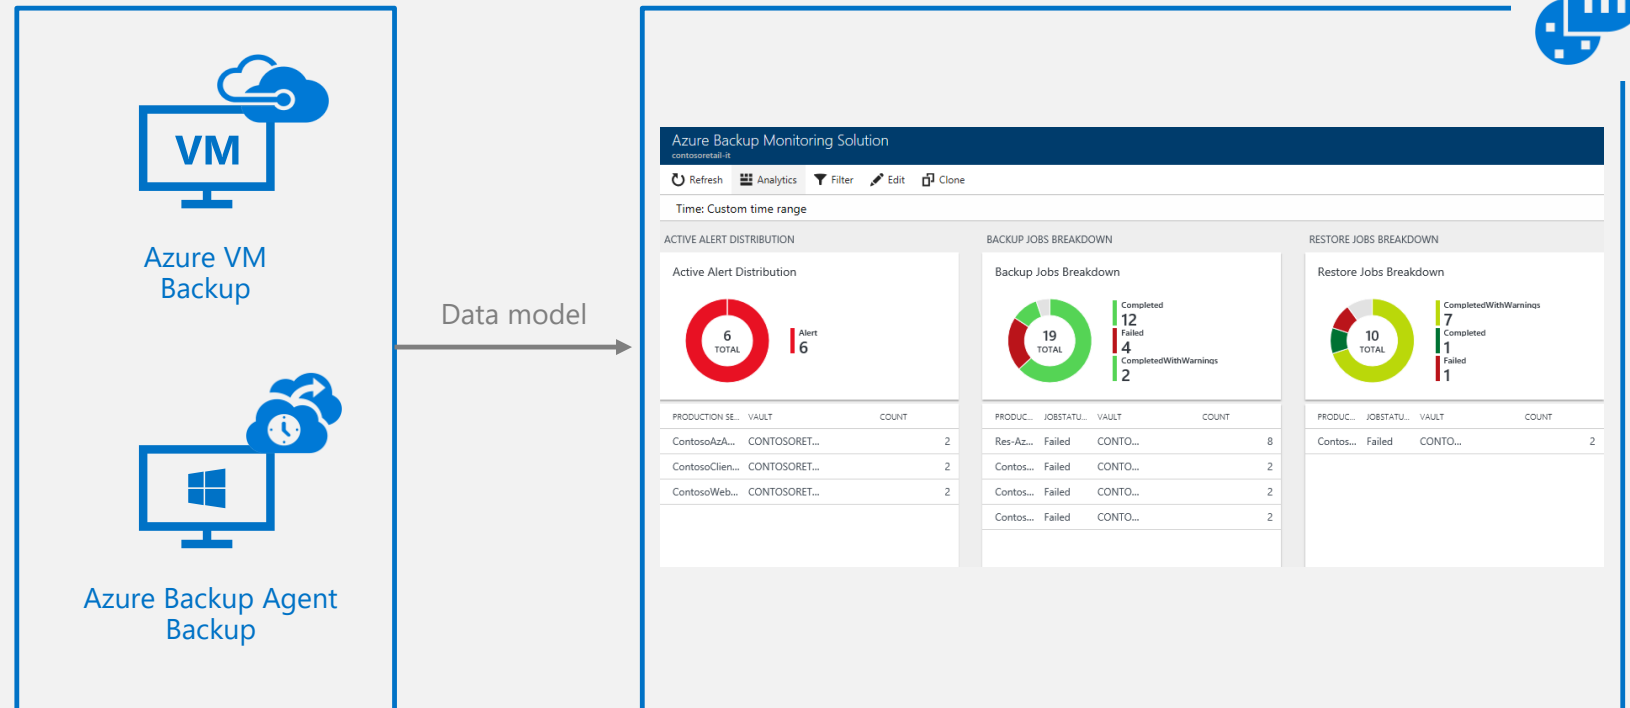 VM
Azure VM
Backup
Azure Backup Agent
Backup
Data model
Azure Backup Monitoring Solution
contosoretail-it
Refresh Analytics Filter Edit Clone
Time: Custom time range
ACTIVE ALERT DISTRIBUTION
Active Alert Distribution
6
TOTAL
Alert
6
PRODUCTION SE... VAULT COUNT
ContosoAzA... CONTOSORET... 2
ContosoClien... CONTOSORET... 2
ContosoWeb... CONTOSORET... 2
BACKUP JOBS BREAKDOWN
Backup Jobs Breakdown
19
TOTAL
Completed
12
Failed
4
CompletedWithWarnings
2
PRODUC... JOBSTATU... VAULT COUNT
Res-Az... Failed CONTO... 8
Contos... Failed CONTO... 2
Contos... Failed CONTO... 2
Contos... Failed CONTO... 2
RESTORE JOBS BREAKDOWN
Restore Jobs Breakdown
10
TOTAL
CompletedWithWarnings
7
Completed
1
Failed
1
PRODUC... JOBSTATU... VAULT COUNT
Contos... Failed CONTO... 2